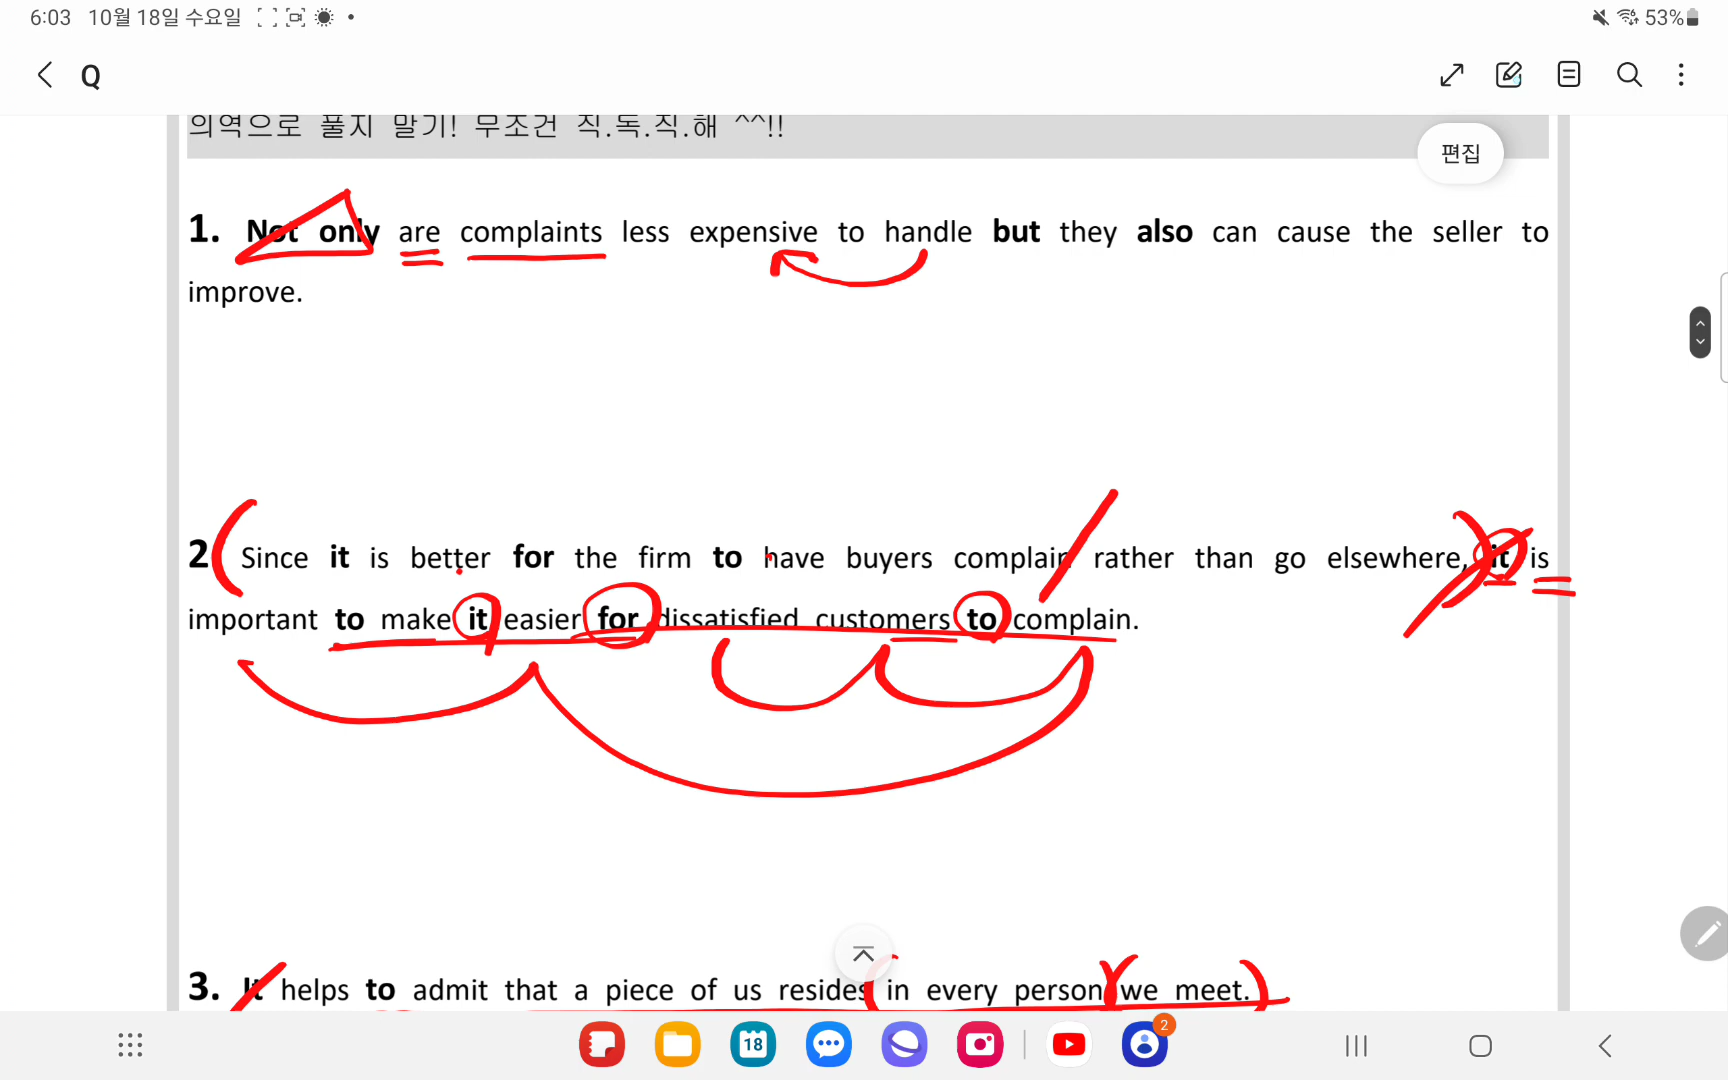 6:03 10월 18일 수요일 53%
Q
의역으로 풀지 말기! 무조건 직.독.직.해 ^^!!
편집
1. Not only are complaints less expensive to handle but they also can cause the seller to
improve.
2 Since it is better for the firm to have buyers complain rather than go elsewhere, it is
important to make it easier for dissatisfied customers to complain.
3. It helps to admit that a piece of us resides in every person we meet.
18
2